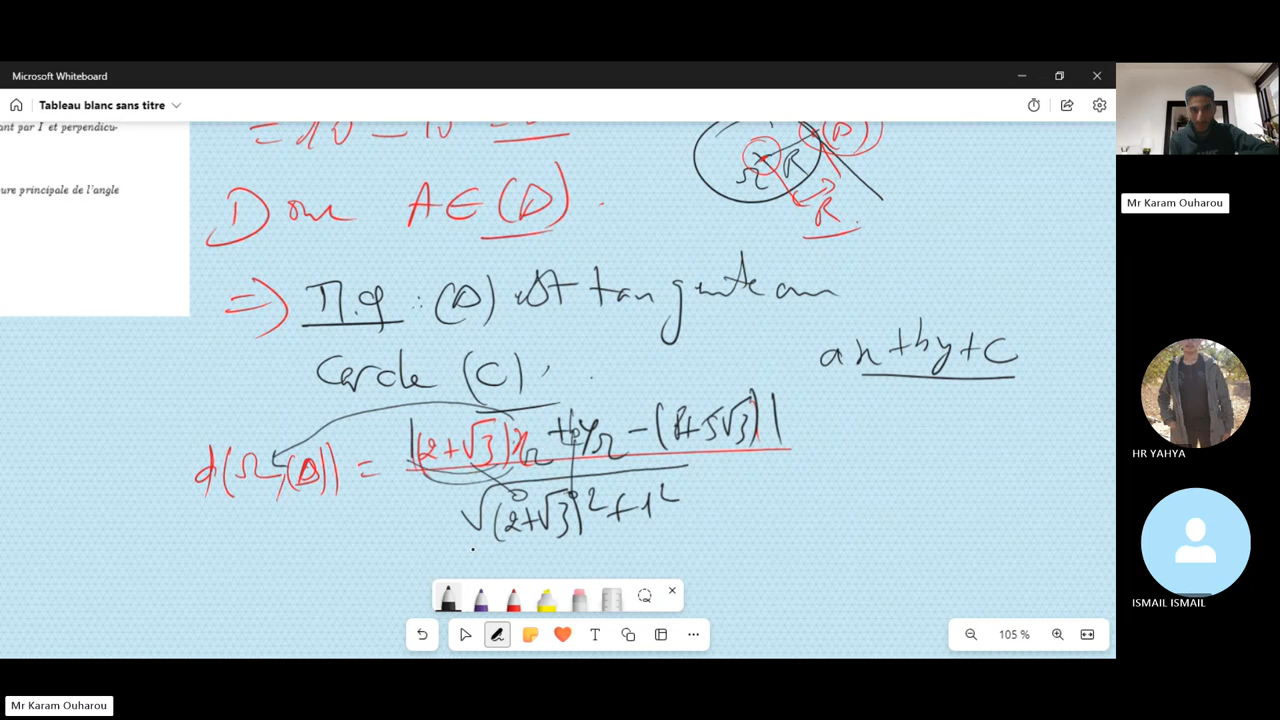 Microsoft Whiteboard
Tableau blanc sans titre
ant par I et perpendicu-
ure principale de l'angle
= 10 - 10 =
(D)
Ω R
R
Donc A ∈ (D).
=> M.q : (D) est tangente au
cercle (C).
ax + by + c
d(Ω,(D)) = |(2+√3)xΩ + yΩ - (8+5√3)|
√(2+√3)² + 1²
105 %
Mr Karam Ouharou
HR YAHYA
ISMAIL ISMAIL
Mr Karam Ouharou